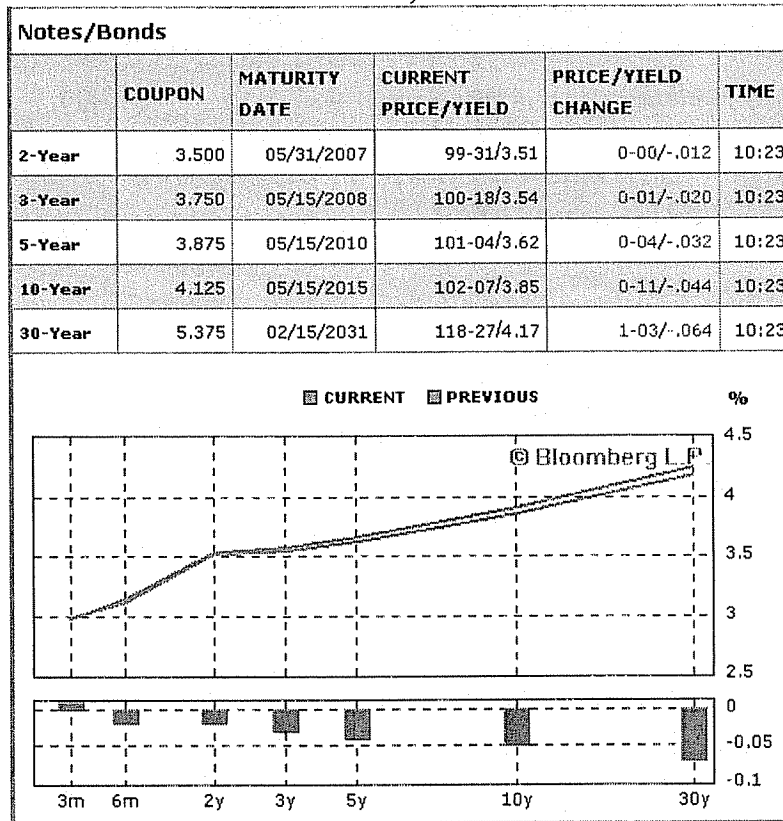 Notes/Bonds
COUPON MATURITY DATE CURRENT PRICE/YIELD PRICE/YIELD CHANGE TIME
2-Year 3.500 05/31/2007 99-31/3.51 0-00/-.012 10:23
3-Year 3.750 05/15/2008 100-18/3.54 0-01/-.020 10:23
5-Year 3.875 05/15/2010 101-04/3.62 0-04/-.032 10:23
10-Year 4.125 05/15/2015 102-07/3.85 0-11/-.044 10:23
30-Year 5.375 02/15/2031 118-27/4.17 1-03/-.064 10:23
CURRENT PREVIOUS %
4.5
© Bloomberg L.P.
4
3.5
3
2.5
0
-0.05
-0.1
3m 6m 2y 3y 5y 10y 30y